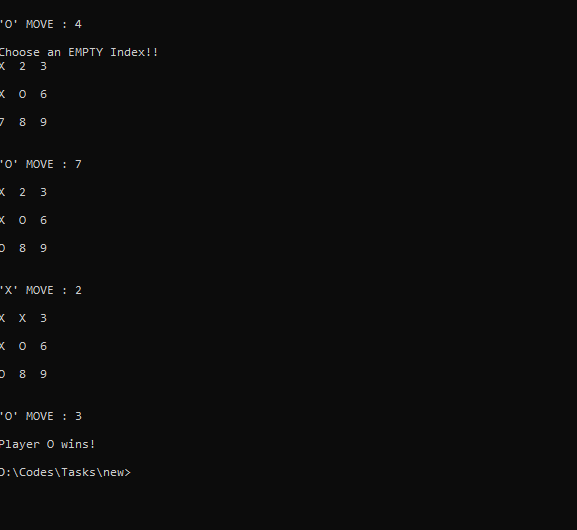 'O' MOVE : 4
Choose an EMPTY Index!!
X 2 3
X O 6
7 8 9
'O' MOVE : 7
X 2 3
X O 6
O 8 9
'X' MOVE : 2
X X 3
X O 6
O 8 9
'O' MOVE : 3
Player O wins!
D:\Codes\Tasks\new>